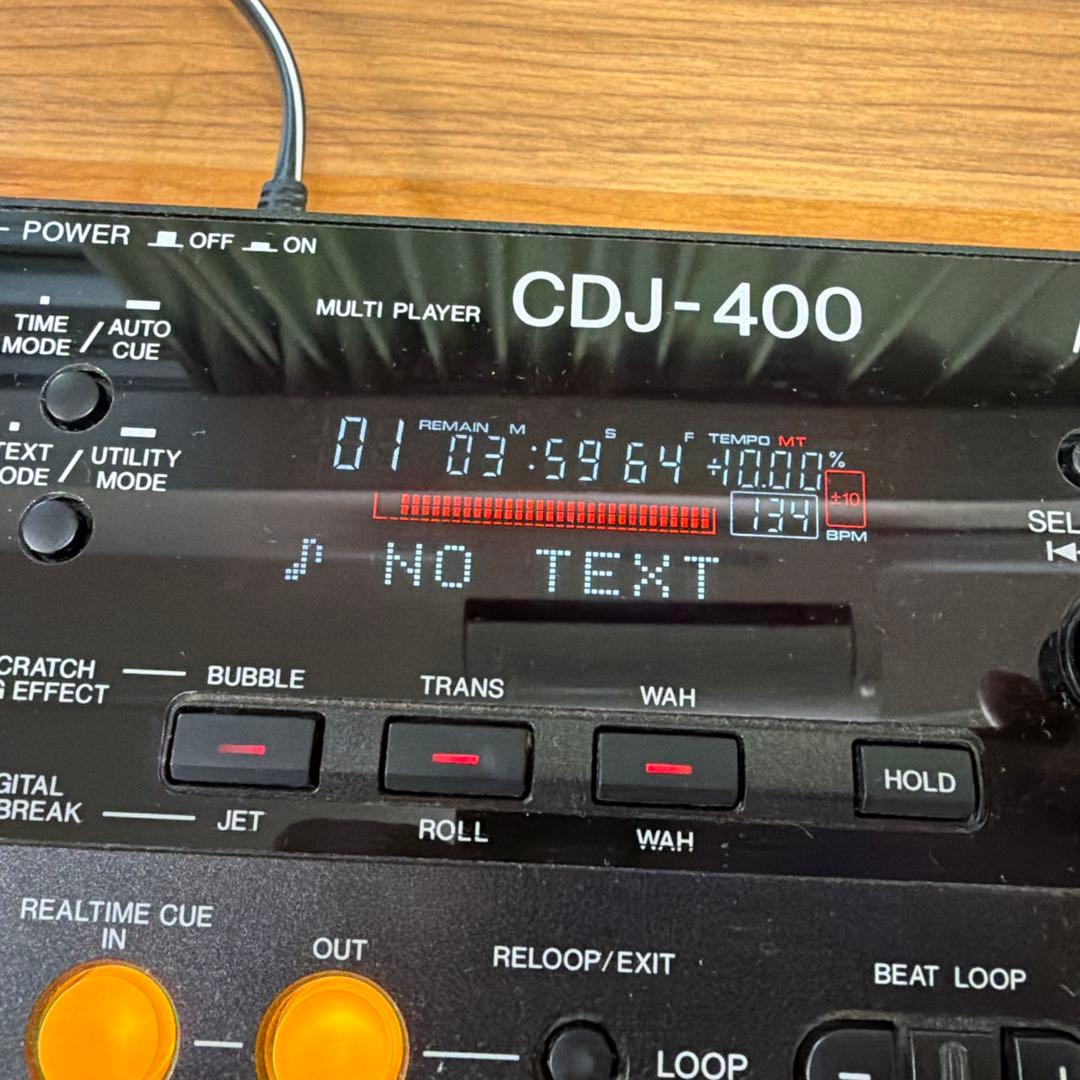 POWER OFF ON
MULTI PLAYER CDJ-400
TIME MODE / AUTO CUE
TEXT / UTILITY MODE
REMAIN M S F TEMPO MT
01 03:59 64 +10.00%
±10
134
BPM
♪ NO TEXT
BUBBLE TRANS WAH
HOLD
JET ROLL WAH
REALTIME CUE
IN OUT RELOOP/EXIT BEAT LOOP
LOOP